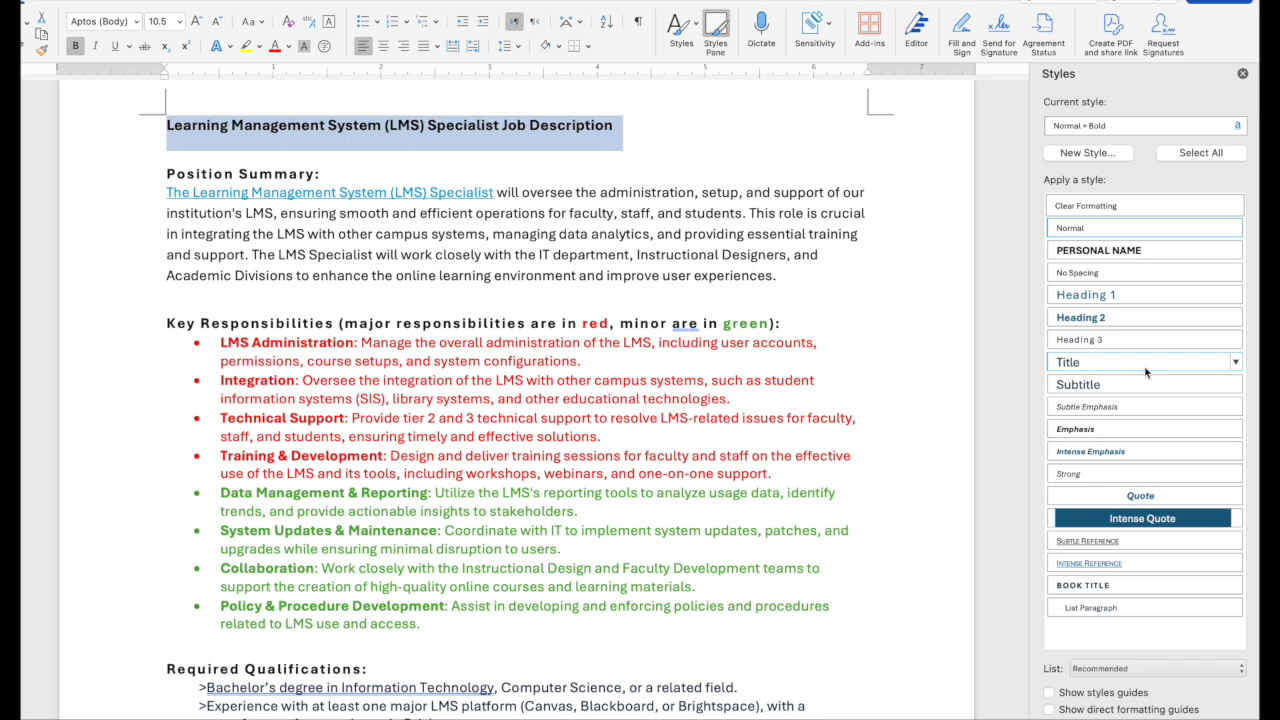 Aptos (Body) 10.5 Aa
Styles Styles Pane Dictate Sensitivity Add-ins Editor Fill and Sign Send for Signature Agreement Status Create PDF and share link Request Signatures
1 2 3 4 5 6 7
Learning Management System (LMS) Specialist Job Description
Position Summary:
The Learning Management System (LMS) Specialist will oversee the administration, setup, and support of our
institution's LMS, ensuring smooth and efficient operations for faculty, staff, and students. This role is crucial
in integrating the LMS with other campus systems, managing data analytics, and providing essential training
and support. The LMS Specialist will work closely with the IT department, Instructional Designers, and
Academic Divisions to enhance the online learning environment and improve user experiences.
Key Responsibilities (major responsibilities are in red, minor are in green):
• LMS Administration: Manage the overall administration of the LMS, including user accounts,
permissions, course setups, and system configurations.
• Integration: Oversee the integration of the LMS with other campus systems, such as student
information systems (SIS), library systems, and other educational technologies.
• Technical Support: Provide tier 2 and 3 technical support to resolve LMS-related issues for faculty,
staff, and students, ensuring timely and effective solutions.
• Training & Development: Design and deliver training sessions for faculty and staff on the effective
use of the LMS and its tools, including workshops, webinars, and one-on-one support.
• Data Management & Reporting: Utilize the LMS's reporting tools to analyze usage data, identify
trends, and provide actionable insights to stakeholders.
• System Updates & Maintenance: Coordinate with IT to implement system updates, patches, and
upgrades while ensuring minimal disruption to users.
• Collaboration: Work closely with the Instructional Design and Faculty Development teams to
support the creation of high-quality online courses and learning materials.
• Policy & Procedure Development: Assist in developing and enforcing policies and procedures
related to LMS use and access.
Required Qualifications:
>Bachelor's degree in Information Technology, Computer Science, or a related field.
>Experience with at least one major LMS platform (Canvas, Blackboard, or Brightspace), with a
Styles
Current style:
Normal + Bold a
New Style... Select All
Apply a style:
Clear Formatting
Normal
PERSONAL NAME
No Spacing
Heading 1
Heading 2
Heading 3
Title
Subtitle
Subtle Emphasis
Emphasis
Intense Emphasis
Strong
Quote
Intense Quote
SUBTLE REFERENCE
INTENSE REFERENCE
BOOK TITLE
List Paragraph
List: Recommended
Show styles guides
Show direct formatting guides